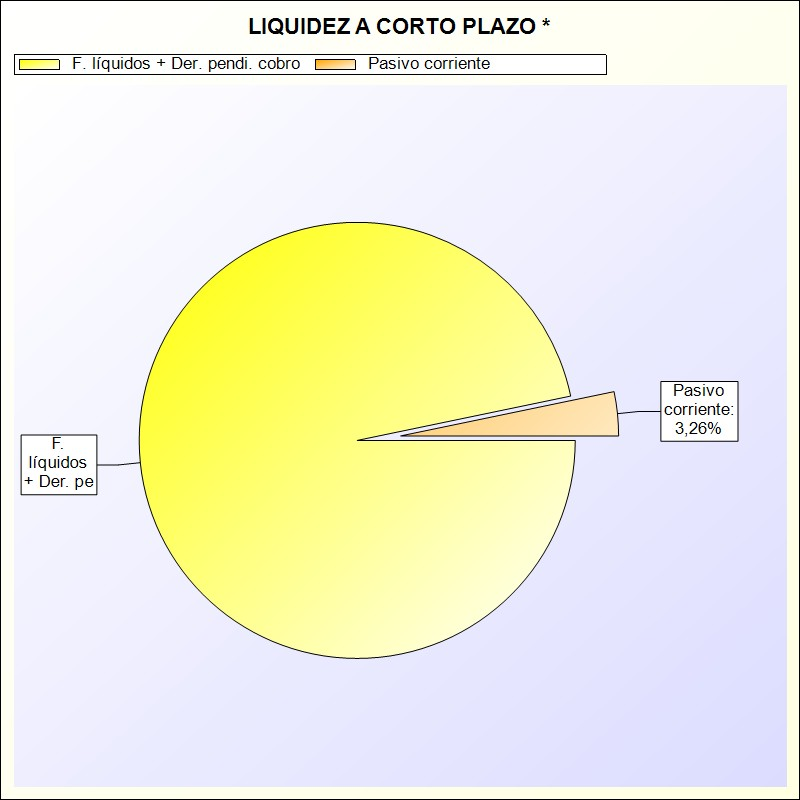 LIQUIDEZ A CORTO PLAZO *
F. líquidos + Der. pendi. cobro
Pasivo corriente
Pasivo
corriente:
3,26%
F.
líquidos
+ Der. pe